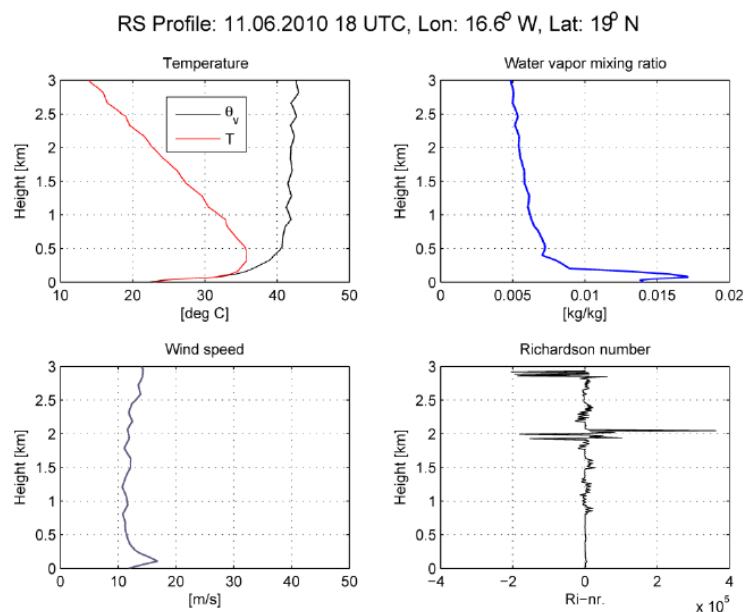 RS Profile: 11.06.2010 18 UTC, Lon: 16.6° W, Lat: 19° N
Temperature
3
2.5
2
1.5
1
0.5
0
Height [km]
θv
T
10 20 30 40 50
[deg C]
Water vapor mixing ratio
3
2.5
2
1.5
1
0.5
0
Height [km]
0 0.005 0.01 0.015 0.02
[kg/kg]
Wind speed
3
2.5
2
1.5
1
0.5
0
Height [km]
0 10 20 30 40 50
[m/s]
Richardson number
3
2.5
2
1.5
1
0.5
0
Height [km]
−4 −2 0 2 4
Ri−nr.
x 10⁵